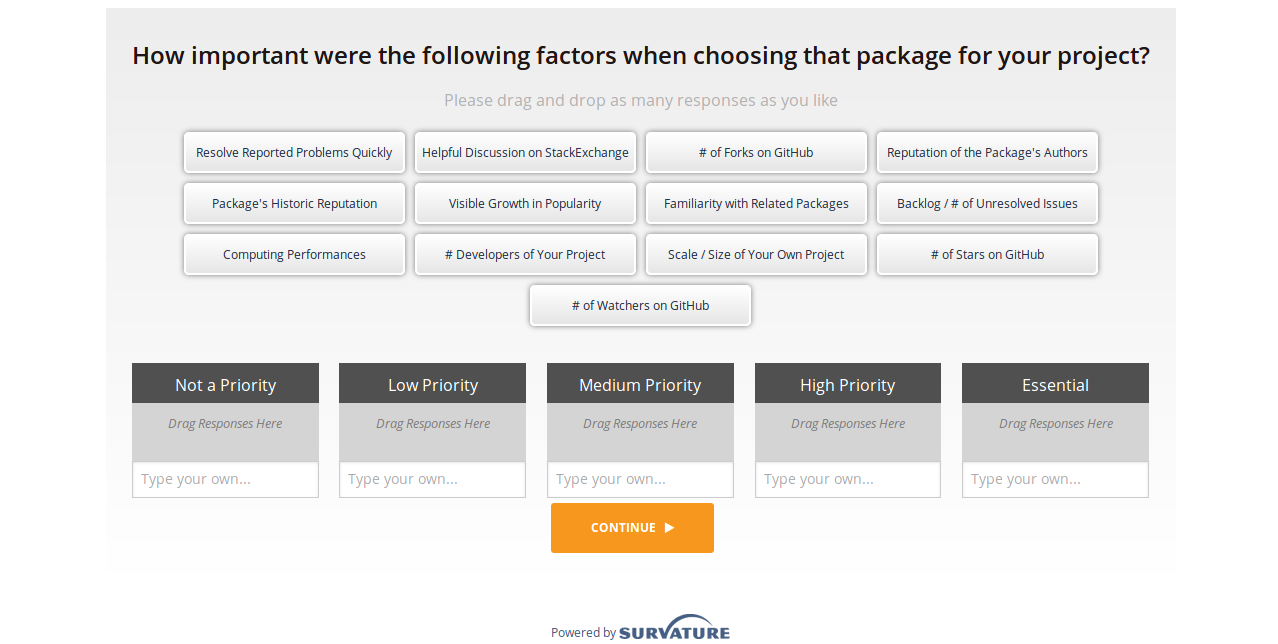 How important were the following factors when choosing that package for your project?
Please drag and drop as many responses as you like
Resolve Reported Problems Quickly
Helpful Discussion on StackExchange
# of Forks on GitHub
Reputation of the Package's Authors
Package's Historic Reputation
Visible Growth in Popularity
Familiarity with Related Packages
Backlog / # of Unresolved Issues
Computing Performances
# Developers of Your Project
Scale / Size of Your Own Project
# of Stars on GitHub
# of Watchers on GitHub
Not a Priority
Low Priority
Medium Priority
High Priority
Essential
Drag Responses Here
Drag Responses Here
Drag Responses Here
Drag Responses Here
Drag Responses Here
Type your own...
Type your own...
Type your own...
Type your own...
Type your own...
CONTINUE
Powered by SURVATURE